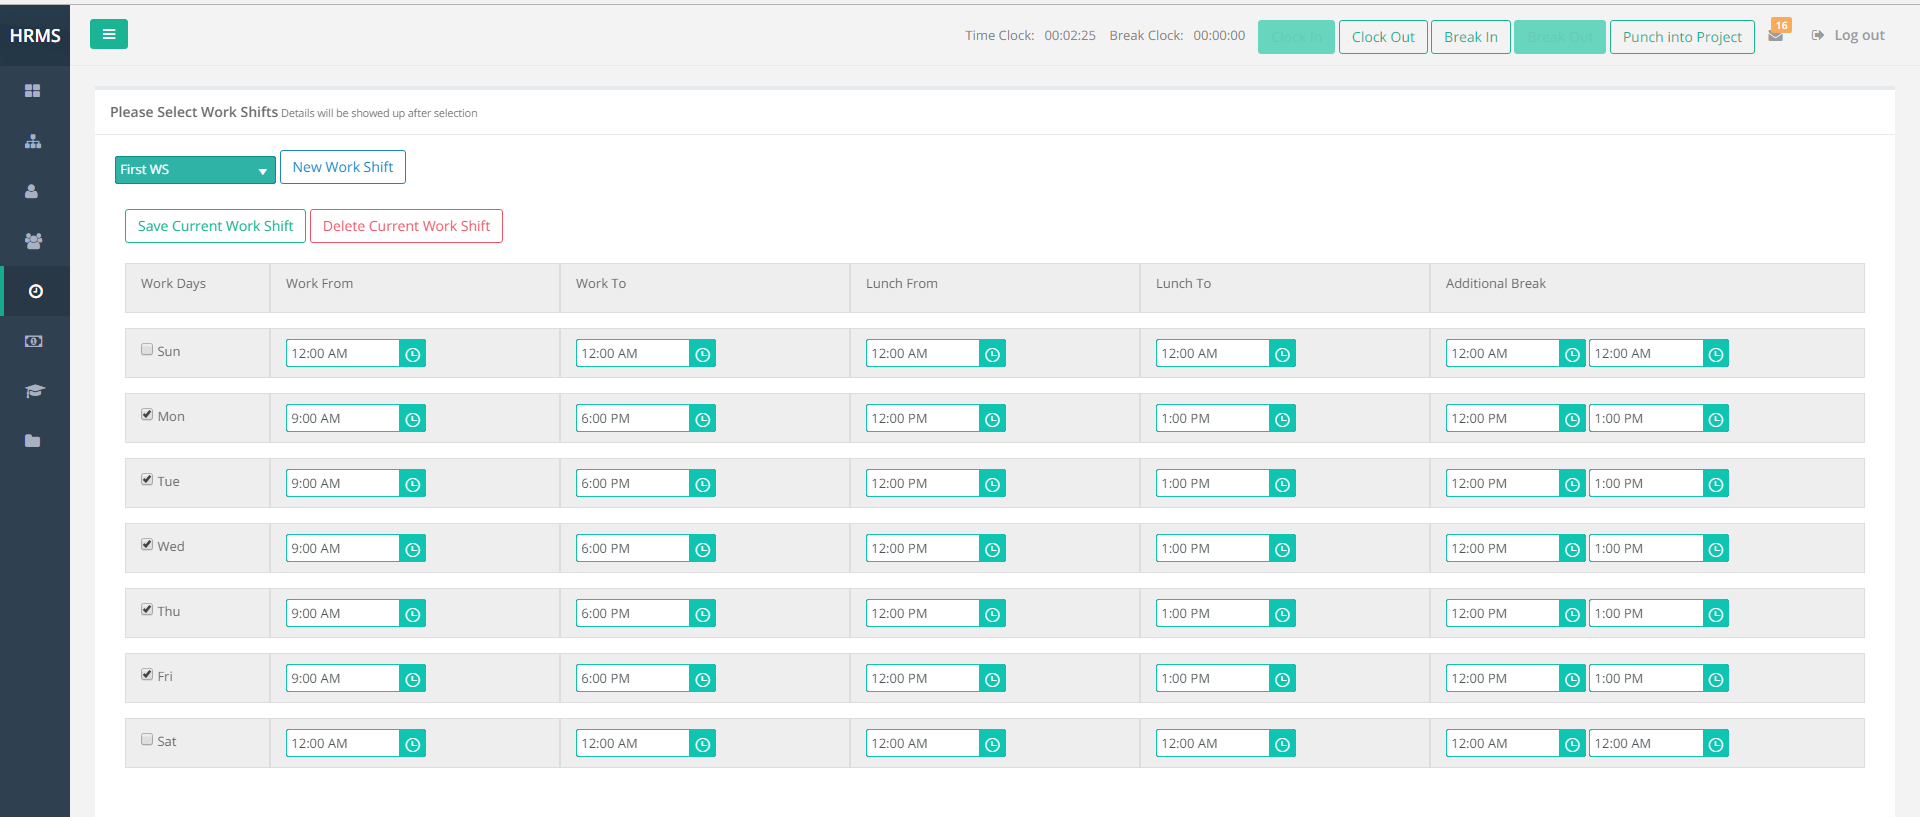 HRMS
Time Clock: 00:02:25 Break Clock: 00:00:00 Clock In Clock Out Break In Break Out Punch into Project 16 Log out
Please Select Work Shifts Details will be showed up after selection
First WS New Work Shift
Save Current Work Shift Delete Current Work Shift
Work Days Work From Work To Lunch From Lunch To Additional Break
Sun 12:00 AM 12:00 AM 12:00 AM 12:00 AM 12:00 AM 12:00 AM
Mon 9:00 AM 6:00 PM 12:00 PM 1:00 PM 12:00 PM 1:00 PM
Tue 9:00 AM 6:00 PM 12:00 PM 1:00 PM 12:00 PM 1:00 PM
Wed 9:00 AM 6:00 PM 12:00 PM 1:00 PM 12:00 PM 1:00 PM
Thu 9:00 AM 6:00 PM 12:00 PM 1:00 PM 12:00 PM 1:00 PM
Fri 9:00 AM 6:00 PM 12:00 PM 1:00 PM 12:00 PM 1:00 PM
Sat 12:00 AM 12:00 AM 12:00 AM 12:00 AM 12:00 AM 12:00 AM